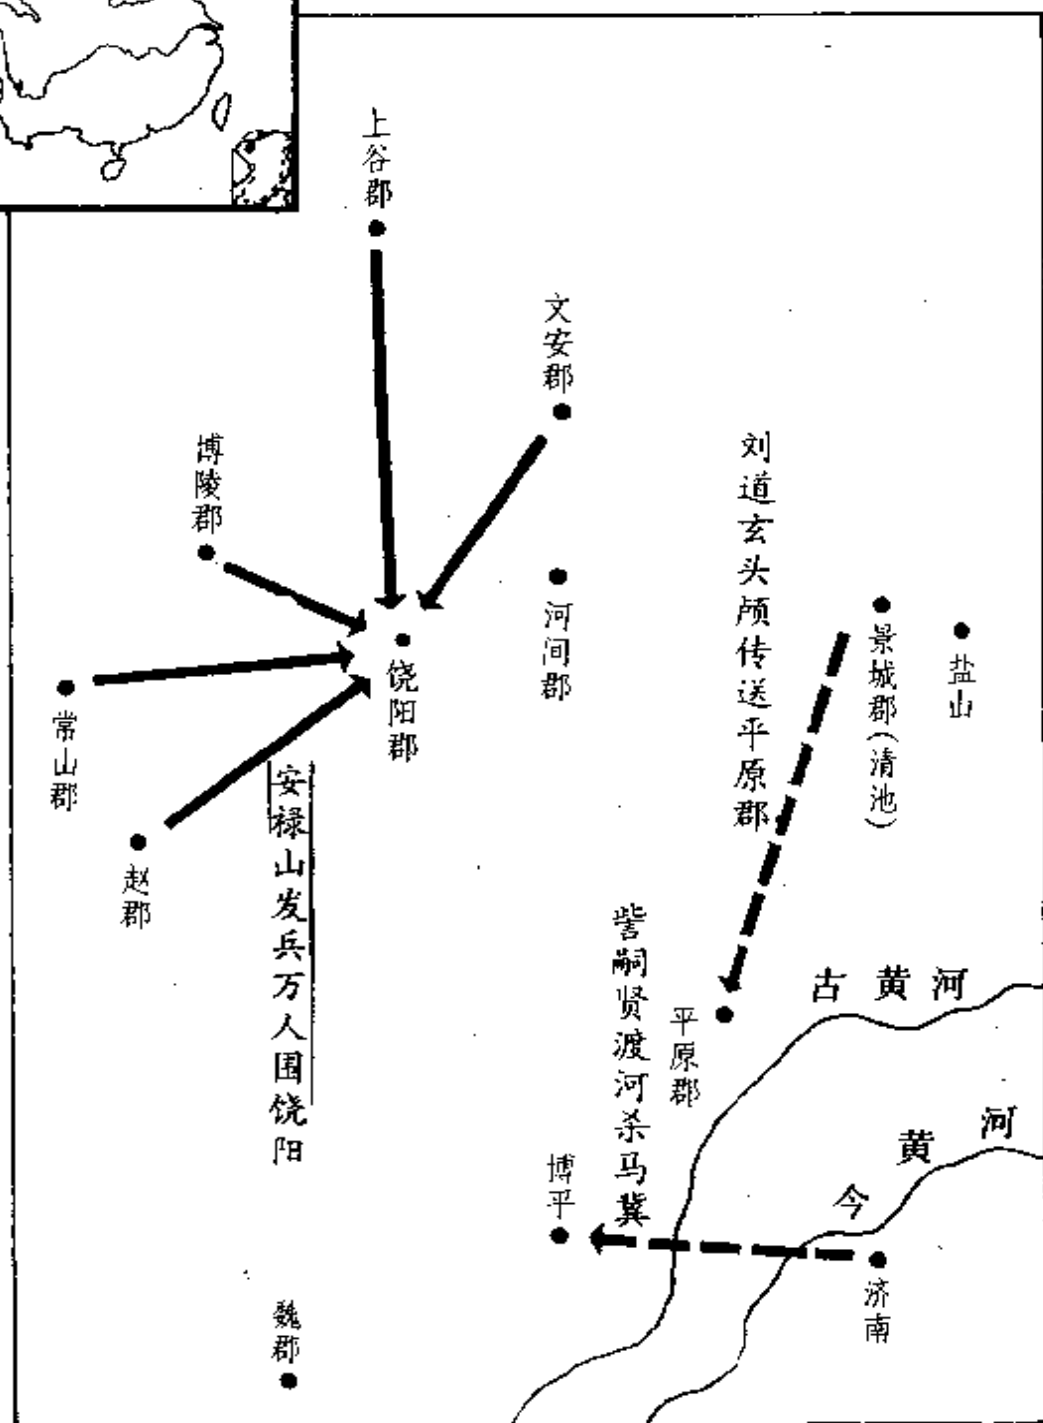 上谷郡
文安郡
博陵郡
刘道玄头颅传送平原郡
河间郡
景城郡(清池)
盐山
饶阳郡
常山郡
赵郡
安禄山发兵万人围饶阳
訾嗣贤渡河杀马冀
平原郡
古黄河
今黄河
博平
济南
魏郡